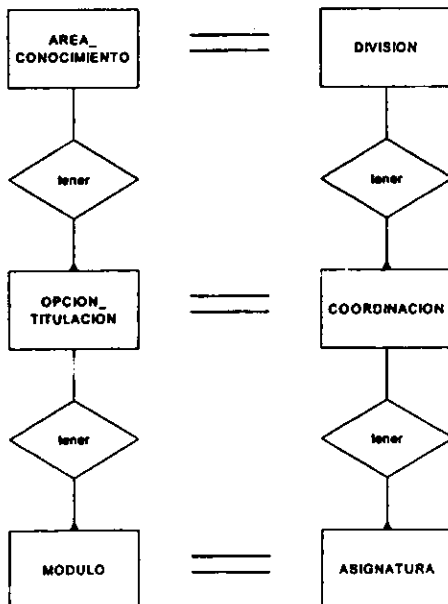 AREA_
CONOCIMIENTO
DIVISION
tener
tener
OPCION_
TITULACION
COORDINACION
tener
tener
MODULO
ASIGNATURA